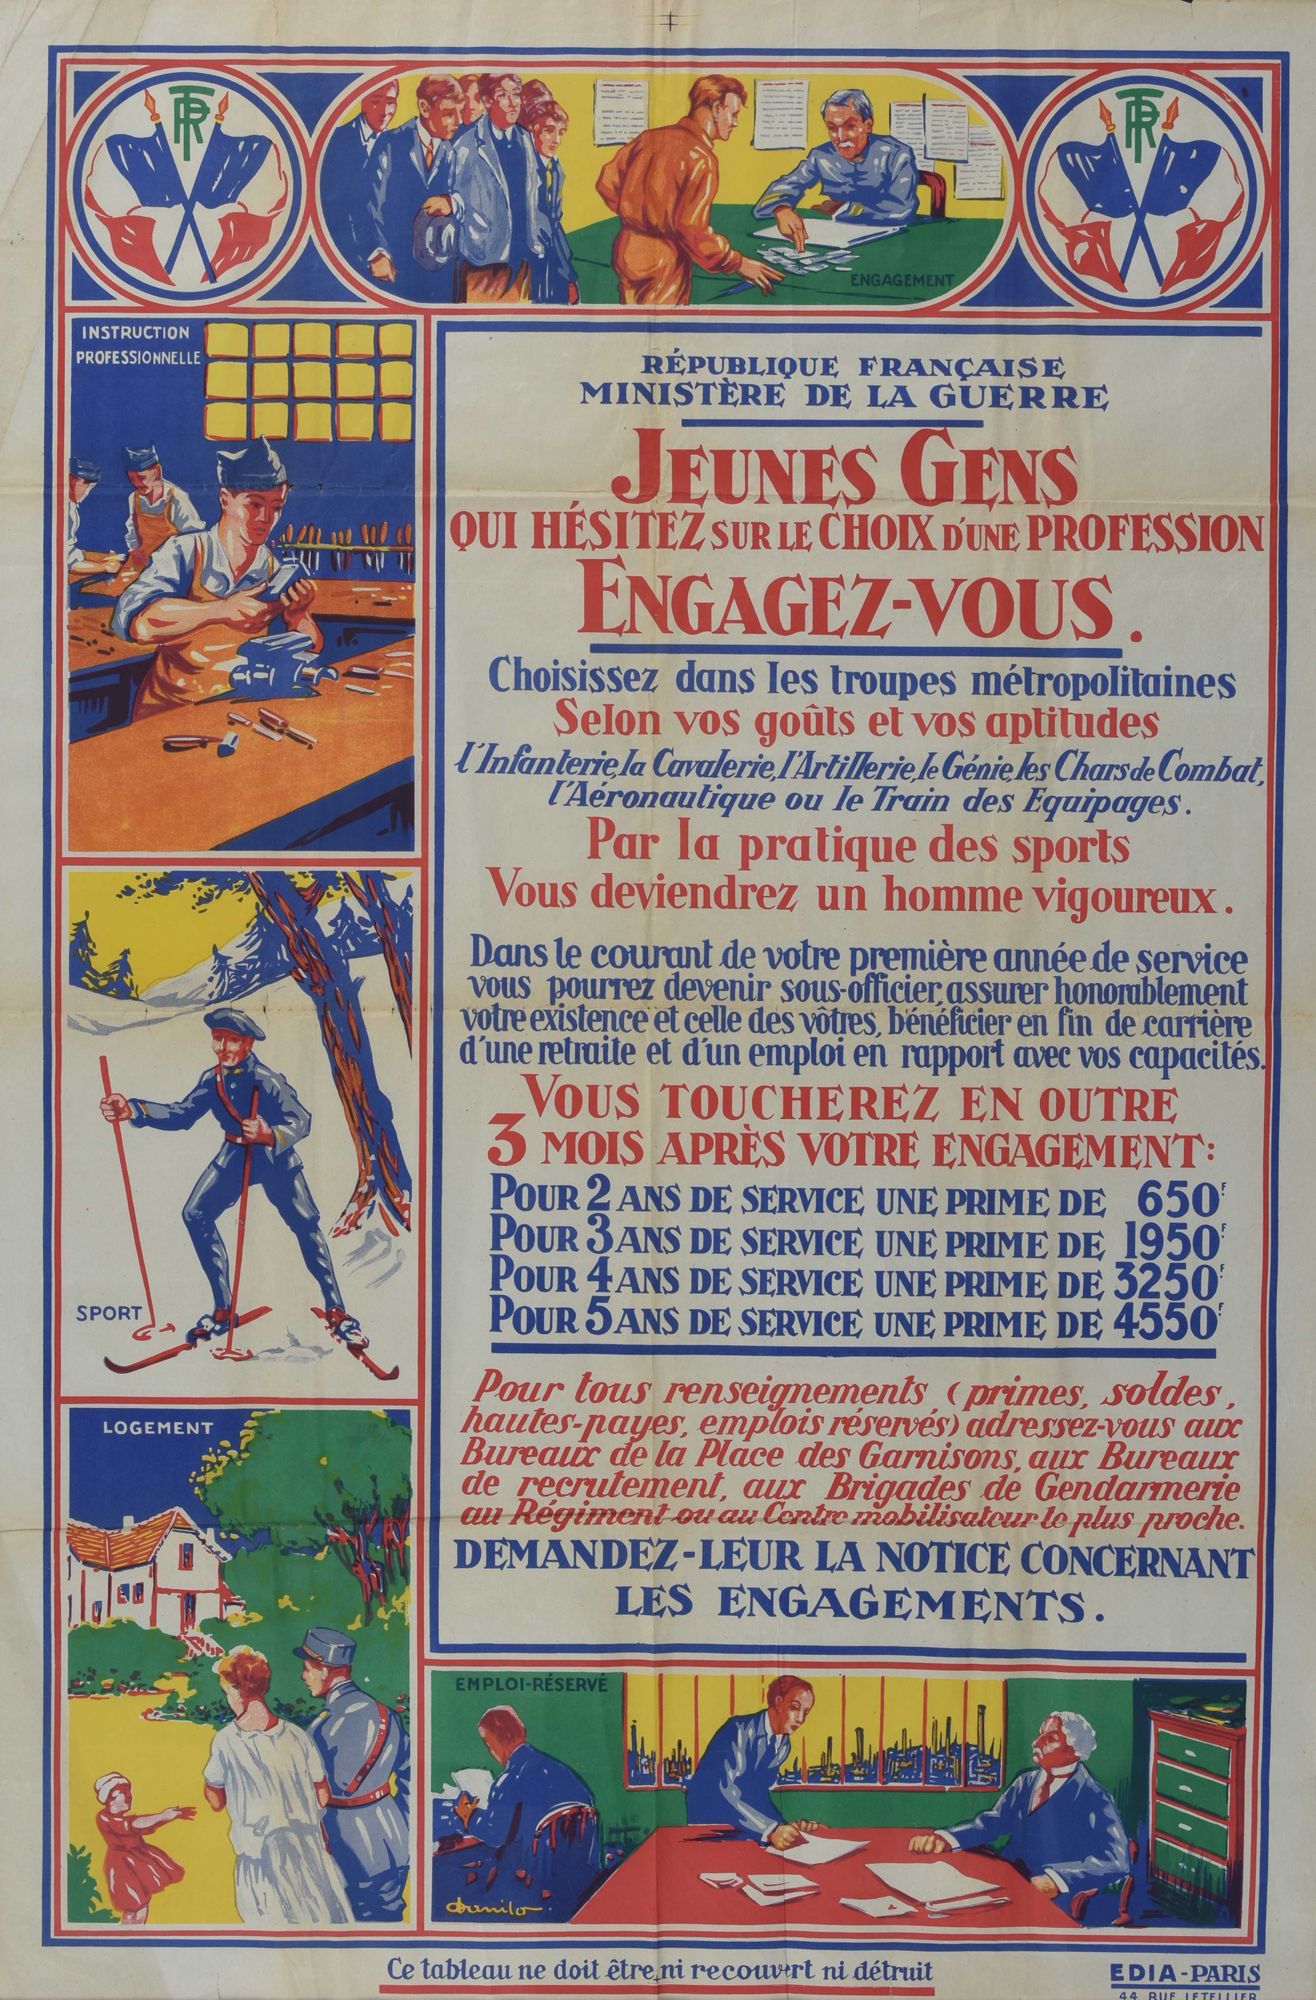 RF
ENGAGEMENT
RF
INSTRUCTION
PROFESSIONNELLE
RÉPUBLIQUE FRANÇAISE
MINISTÈRE DE LA GUERRE
JEUNES GENS
QUI HÉSITEZ SUR LE CHOIX D'UNE PROFESSION
ENGAGEZ-VOUS.
Choisissez dans les troupes métropolitaines
Selon vos goûts et vos aptitudes
l'Infanterie, la Cavalerie, l'Artillerie, le Génie, les Chars de Combat,
l'Aéronautique ou le Train des Equipages.
Par la pratique des sports
Vous deviendrez un homme vigoureux.
Dans le courant de votre première année de service
vous pourrez devenir sous-officier, assurer honorablement
votre existence et celle des vôtres, bénéficier en fin de carrière
d'une retraite et d'un emploi en rapport avec vos capacités.
VOUS TOUCHEREZ EN OUTRE
3 MOIS APRÈS VOTRE ENGAGEMENT:
POUR 2 ANS DE SERVICE UNE PRIME DE 650F.
POUR 3 ANS DE SERVICE UNE PRIME DE 1950F.
POUR 4 ANS DE SERVICE UNE PRIME DE 3250F.
POUR 5 ANS DE SERVICE UNE PRIME DE 4550F.
Pour tous renseignements (primes, soldes,
hautes-payes, emplois réservés) adressez-vous aux
Bureaux de la Place des Garnisons, aux Bureaux
de recrutement, aux Brigades de Gendarmerie
au Régiment ou au Centre mobilisateur le plus proche.
DEMANDEZ-LEUR LA NOTICE CONCERNANT
LES ENGAGEMENTS.
SPORT
LOGEMENT
EMPLOI-RÉSERVÉ
danilo
Ce tableau ne doit être ni recouvert ni détruit
EDIA-PARIS
44 RUE LETELLIER